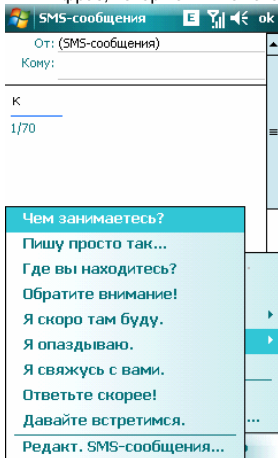 SMS-сообщения E ok
От: (SMS-сообщения)
Кому:
К
1/70
Чем занимаетесь?
Пишу просто так...
Где вы находитесь?
Обратите внимание!
Я скоро там буду.
Я опаздываю.
Я свяжусь с вами.
Ответьте скорее!
Давайте встретимся.
Редакт. SMS-сообщения...